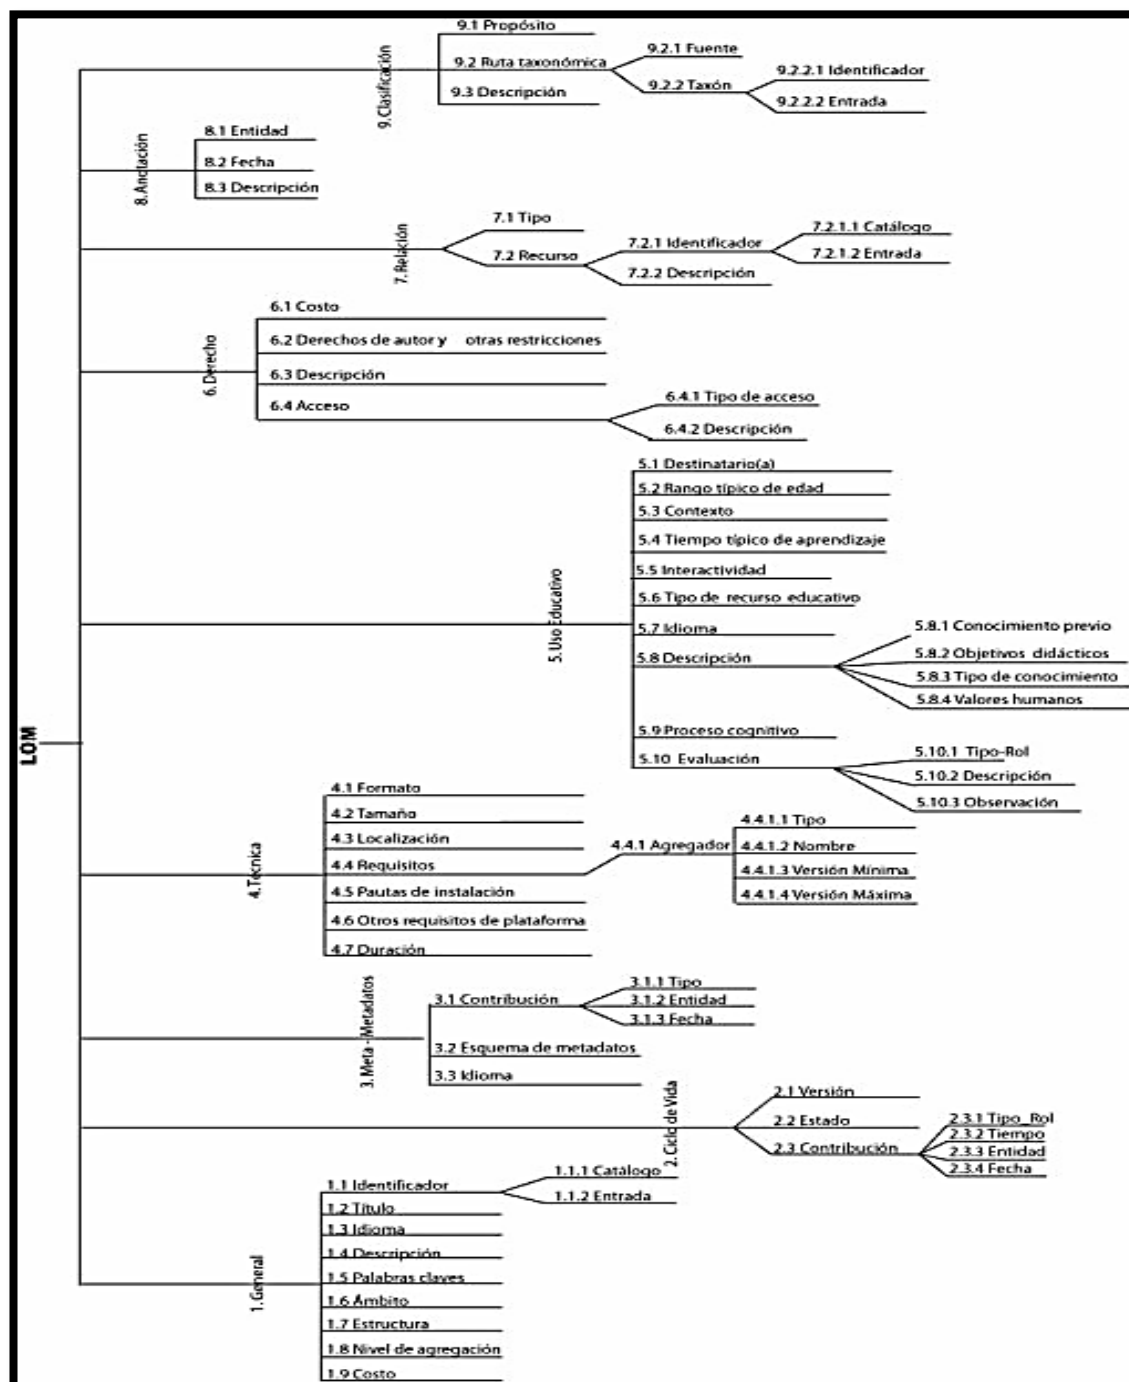 9.1 Propósito
9.2 Ruta taxonómica
9.3 Descripción
9.2.1 Fuente
9.2.2 Taxón
9.2.2.1 Identificador
9.2.2.2 Entrada
9.Clasificación
8.1 Entidad
8.2 Fecha
8.3 Descripción
8.Anotación
7.1 Tipo
7.2 Recurso
7.2.1 Identificador
7.2.2 Descripción
7.2.1.1 Catálogo
7.2.1.2 Entrada
7.Relación
6.1 Costo
6.2 Derechos de autor y otras restricciones
6.3 Descripción
6.4 Acceso
6.4.1 Tipo de acceso
6.4.2 Descripción
6.Derecho
5.1 Destinatario(a)
5.2 Rango típico de edad
5.3 Contexto
5.4 Tiempo típico de aprendizaje
5.5 Interactividad
5.6 Tipo de recurso educativo
5.7 Idioma
5.8 Descripción
5.8.1 Conocimiento previo
5.8.2 Objetivos didácticos
5.8.3 Tipo de conocimiento
5.8.4 Valores humanos
5.9 Proceso cognitivo
5.10 Evaluación
5.10.1 Tipo-Rol
5.10.2 Descripción
5.10.3 Observación
5.Uso Educativo
LOM
4.1 Formato
4.2 Tamaño
4.3 Localización
4.4 Requisitos
4.5 Pautas de instalación
4.6 Otros requisitos de plataforma
4.7 Duración
4.4.1 Agregador
4.4.1.1 Tipo
4.4.1.2 Nombre
4.4.1.3 Versión Mínima
4.4.1.4 Versión Máxima
4.Técnica
3.1 Contribución
3.1.1 Tipo
3.1.2 Entidad
3.1.3 Fecha
3.2 Esquema de metadatos
3.3 Idioma
3.Meta - Metadatos
2.1 Versión
2.2 Estado
2.3 Contribución
2.3.1 Tipo_Rol
2.3.2 Tiempo
2.3.3 Entidad
2.3.4 Fecha
2.Ciclo de Vida
1.1 Identificador
1.1.1 Catálogo
1.1.2 Entrada
1.2 Título
1.3 Idioma
1.4 Descripción
1.5 Palabras claves
1.6 Ámbito
1.7 Estructura
1.8 Nivel de agregación
1.9 Costo
1.General